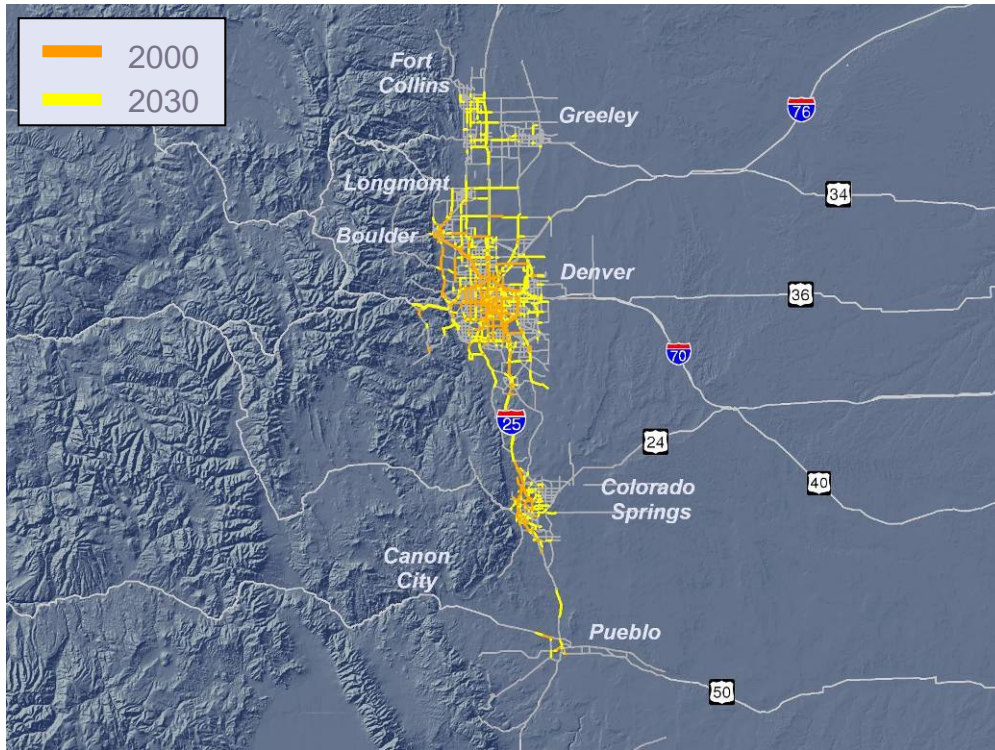 2000
2030
Fort
Collins
Greeley
76
Longmont
34
Boulder
Denver
36
70
25
24
Colorado
Springs
40
Canon
City
Pueblo
50